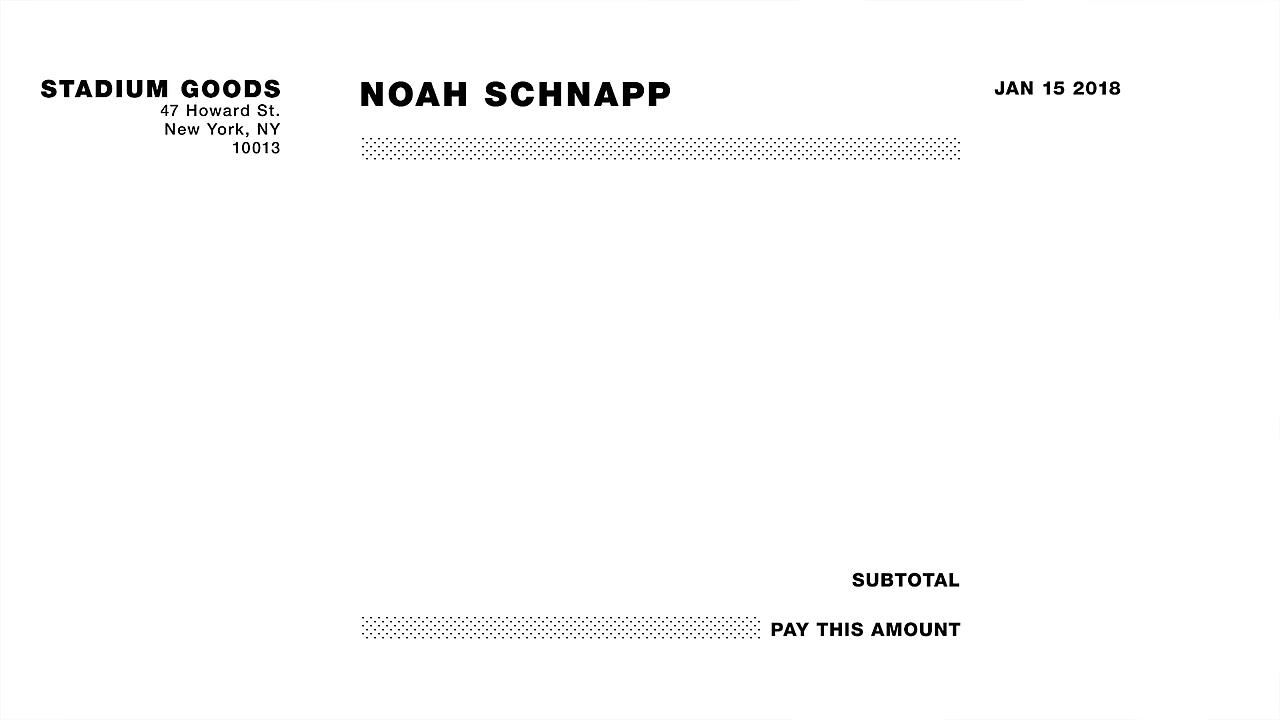 STADIUM GOODS
47 Howard St.
New York, NY
10013
NOAH SCHNAPP
JAN 15 2018
SUBTOTAL
PAY THIS AMOUNT